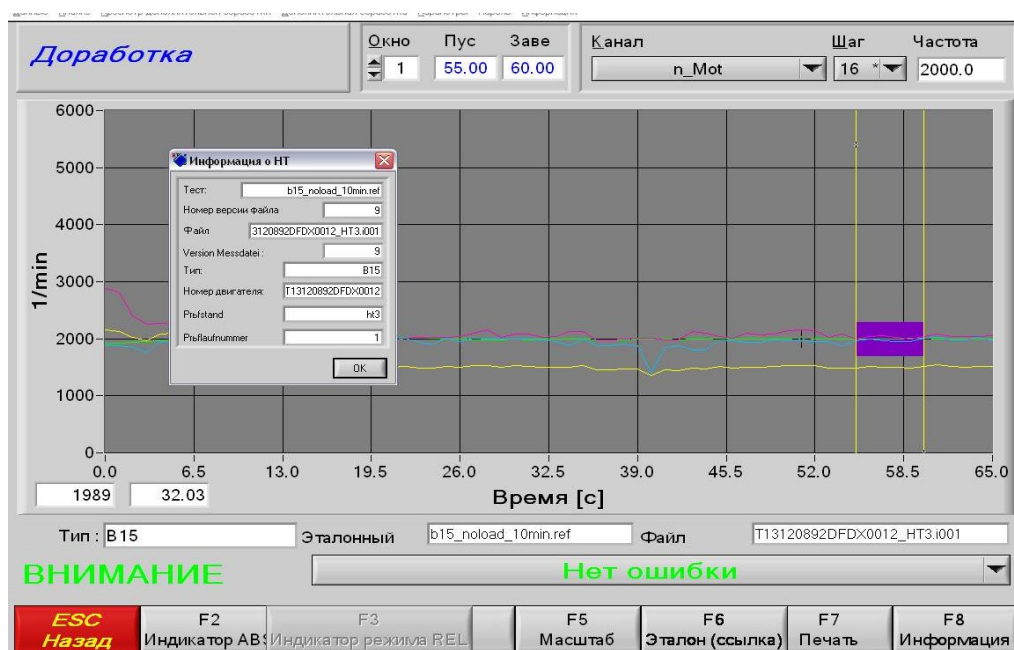 Доработка
Окно Пус Заве Канал Шаг Частота
1 55.00 60.00 n_Mot 16 * 2000.0
6000
5000
4000
3000
2000
1000
0
1/min
Информация о НТ
Тест: b15_noload_10min.ref
Номер версии файла 9
Файл 3120892DFDX0012_HT3.i001
Version Messdatei : 9
Тип: B15
Номер двигателя: T13120892DFDX0012
Prьfstand ht3
Prьflaufnummer 1
OK
0.0 6.5 13.0 19.5 26.0 32.5 39.0 45.5 52.0 58.5 65.0
1989 32.03
Время [с]
Тип : B15 Эталонный b15_noload_10min.ref Файл T13120892DFDX0012_HT3.i001
ВНИМАНИЕ Нет ошибки
ESC F2 F3 F5 F6 F7 F8
Назад Индикатор ABS Индикатор режима REL Масштаб Эталон (ссылка) Печать Информация